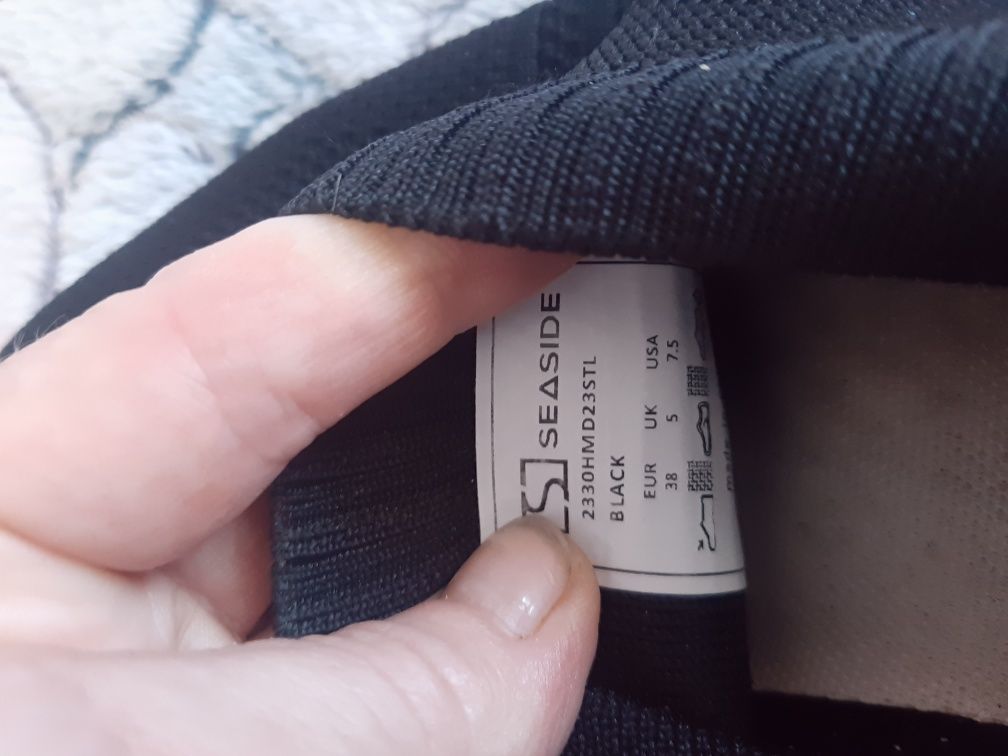 SEASIDE
2330HMD23STL
BLACK
EUR UK USA
38 5 7.5